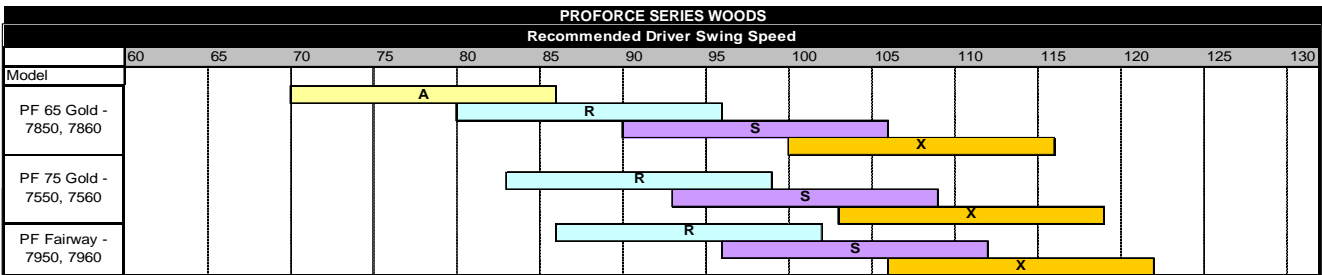 PROFORCE SERIES WOODS
Recommended Driver Swing Speed
60 65 70 75 80 85 90 95 100 105 110 115 120 125 130
Model
A
PF 65 Gold -
7850, 7860
R
S
X
PF 75 Gold -
7550, 7560
R
S
X
PF Fairway -
7950, 7960
R
S
X